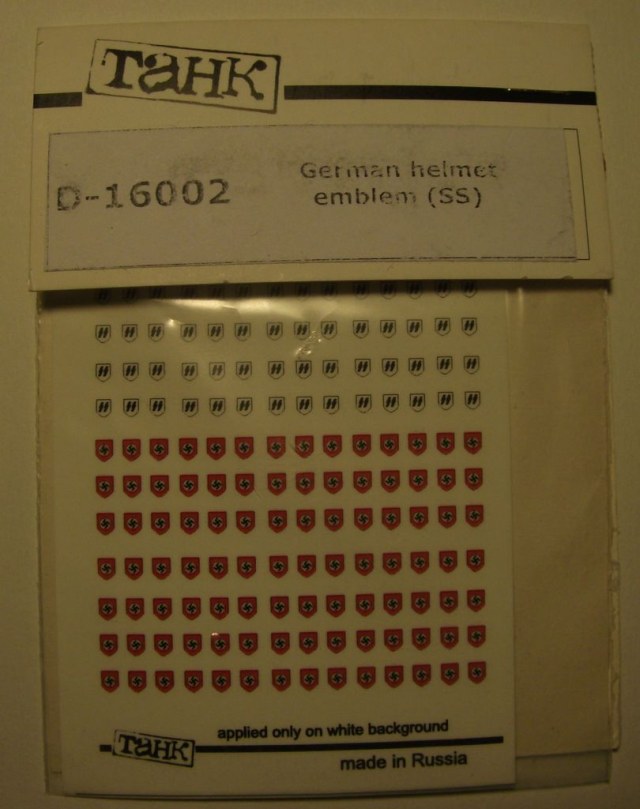 танк
D-16002
German helmet
emblem (SS)
applied only on white background
танк
made in Russia